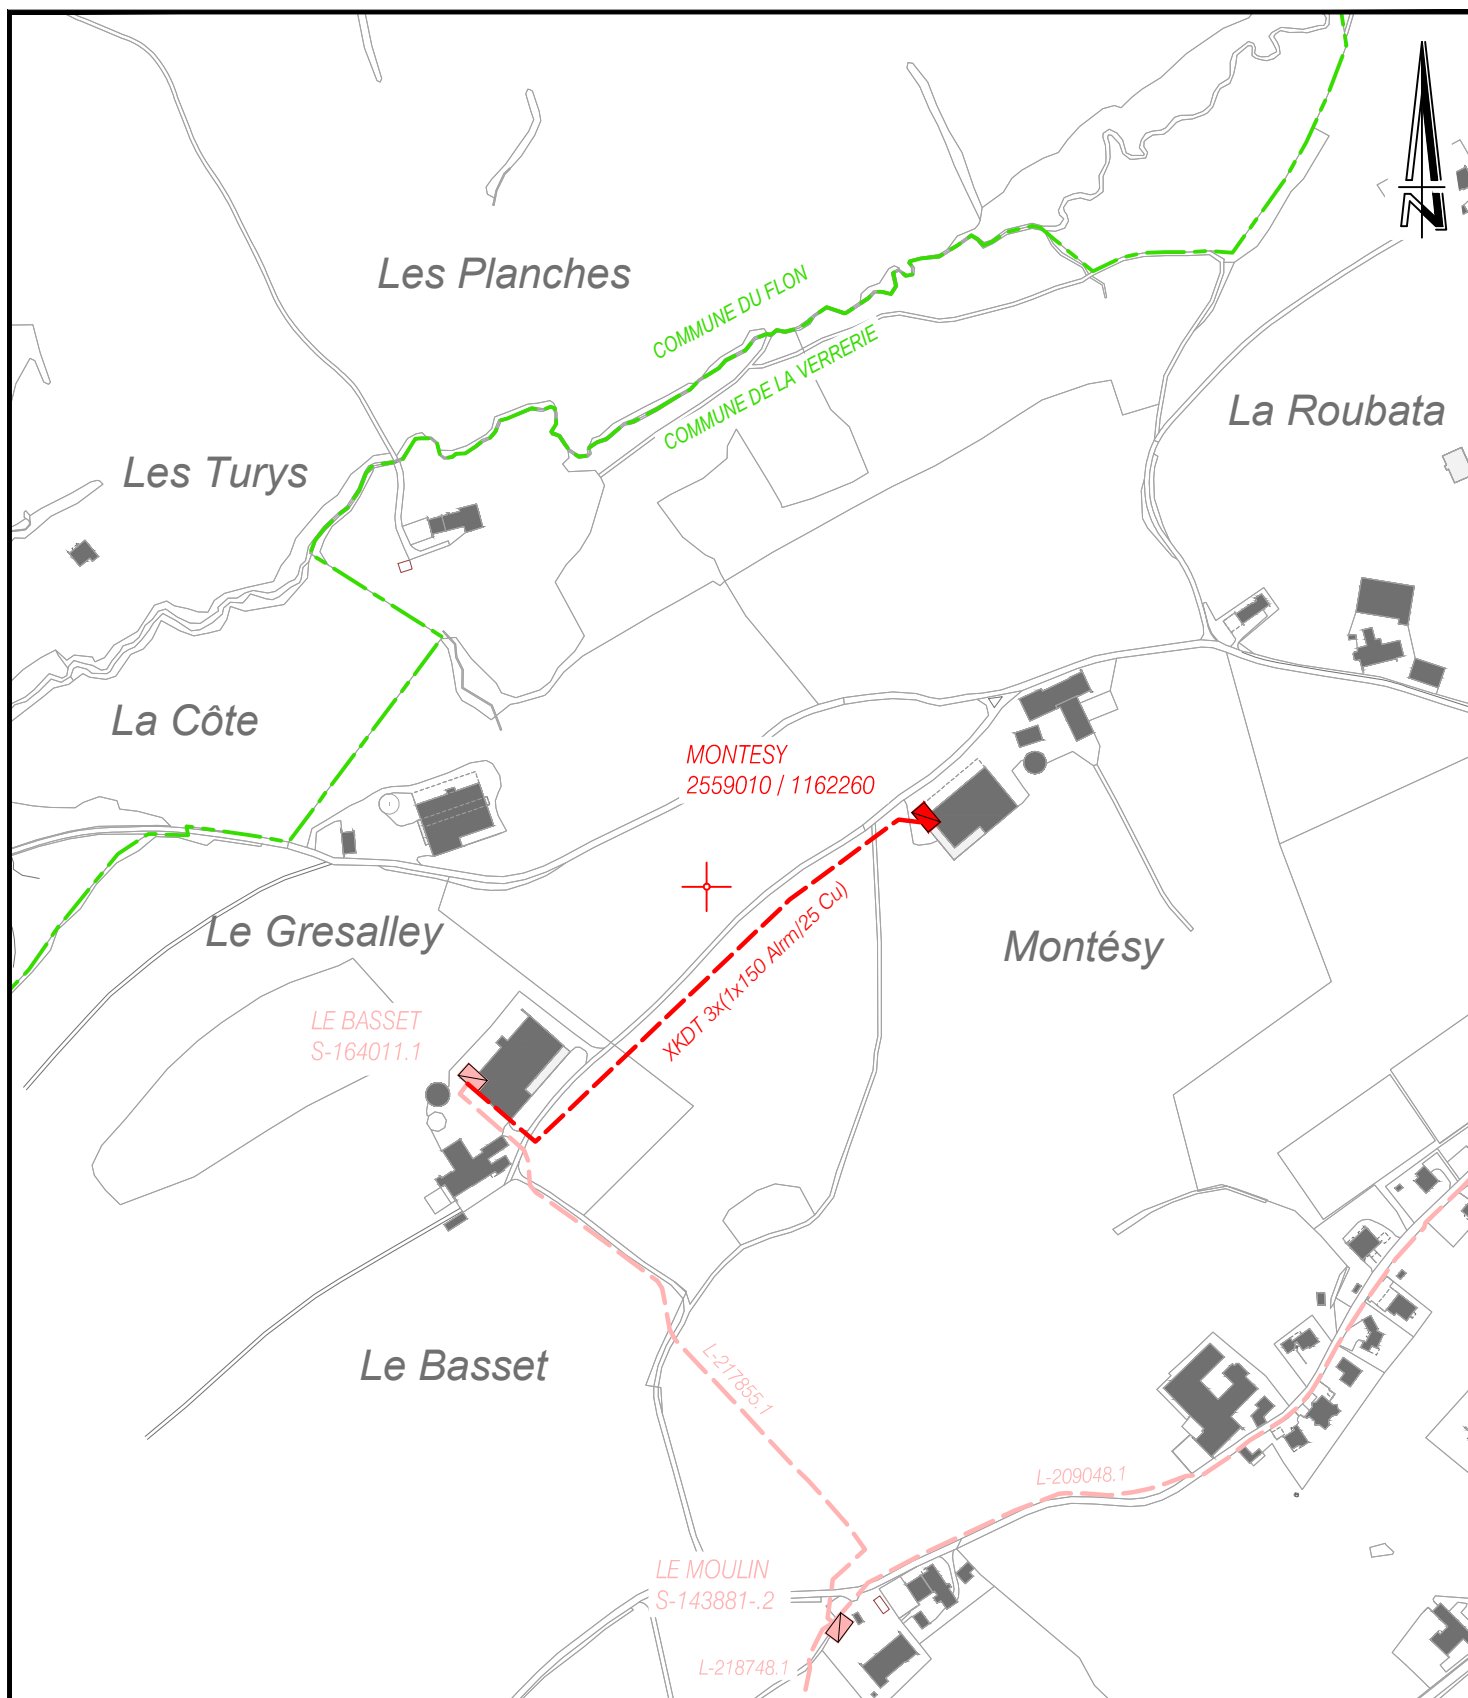 N
Les Planches
COMMUNE DU FLON
COMMUNE DE LA VERRERIE
La Roubata
Les Turys
La Côte
MONTESY
2559010 / 1162260
Le Gresalley
Montésy
XKDT 3x(1x150 Alrm/25 Cu)
LE BASSET
S-164011.1
Le Basset
L-217855.1
L-209048.1
LE MOULIN
S-143881-.2
L-218748.1